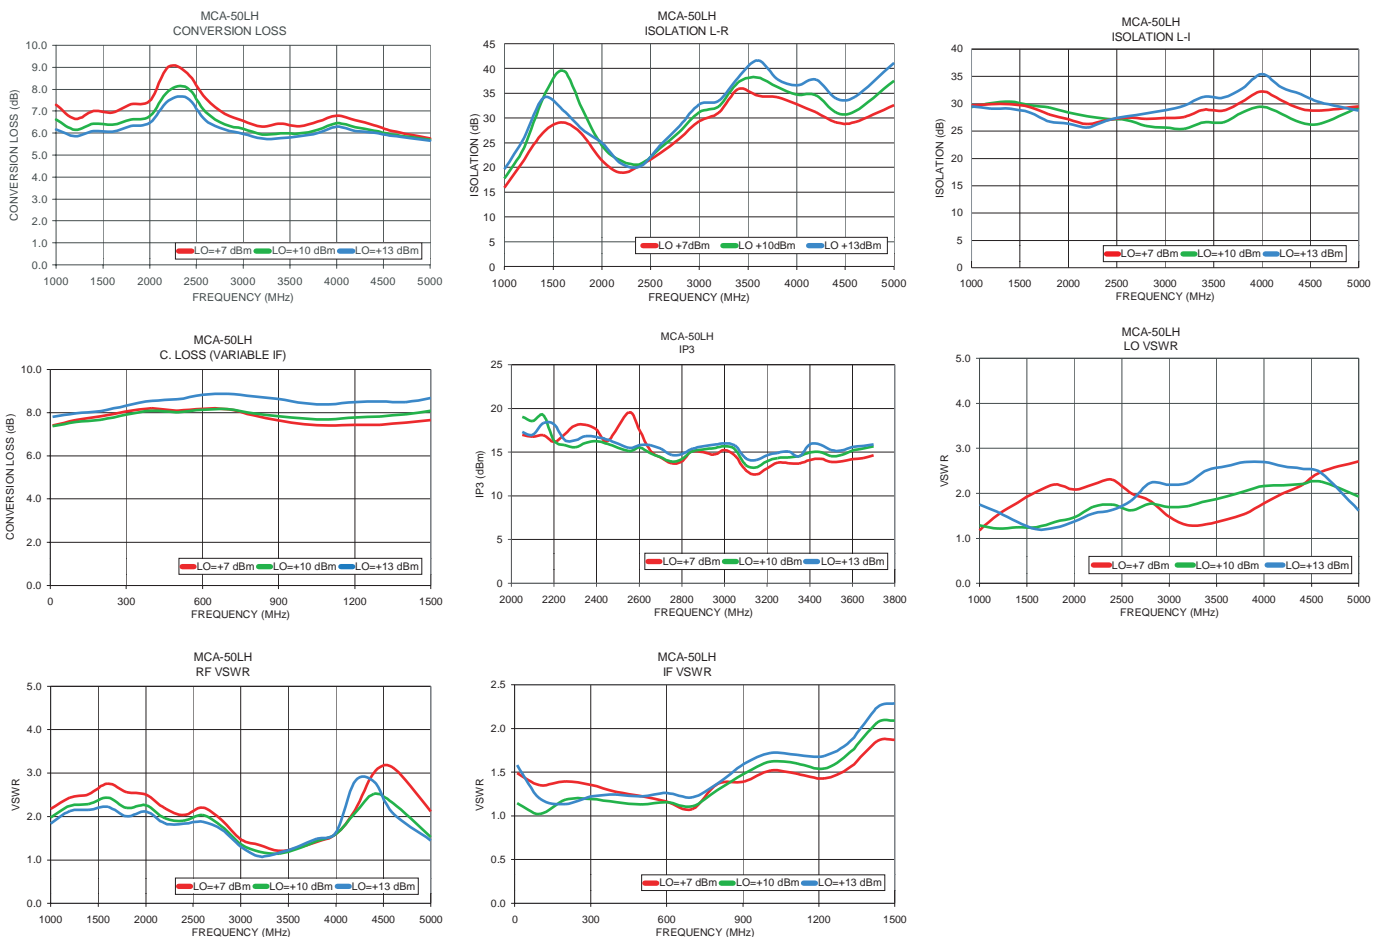 MCA-50LH
CONVERSION LOSS
10.0
9.0
8.0
7.0
6.0
5.0
4.0
3.0
2.0
1.0
0.0
CONVERSION LOSS (dB)
LO=+7 dBm LO=+10 dBm LO=+13 dBm
1000 1500 2000 2500 3000 3500 4000 4500 5000
FREQUENCY (MHz)
MCA-50LH
ISOLATION L-R
45
40
35
30
25
20
15
10
5
0
ISOLATION (dB)
LO +7dBm LO +10dBm LO +13dBm
1000 1500 2000 2500 3000 3500 4000 4500 5000
FREQUENCY (MHz)
MCA-50LH
ISOLATION L-I
40
35
30
25
20
15
10
5
0
ISOLATION (dB)
LO=+7 dBm LO=+10 dBm LO=+13 dBm
1000 1500 2000 2500 3000 3500 4000 4500 5000
FREQUENCY (MHz)
MCA-50LH
C. LOSS (VARIABLE IF)
10.0
8.0
6.0
4.0
2.0
0.0
CONVERSION LOSS (dB)
LO=+7 dBm LO=+10 dBm LO=+13 dBm
0 300 600 900 1200 1500
FREQUENCY (MHz)
MCA-50LH
IP3
25
20
15
10
5
0
IP3 (dBm)
LO=+7 dBm LO=+10 dBm LO=+13 dBm
2000 2200 2400 2600 2800 3000 3200 3400 3600 3800
FREQUENCY (MHz)
MCA-50LH
LO VSWR
5.0
4.0
3.0
2.0
1.0
0.0
VSWR
LO=+7 dBm LO=+10 dBm LO=+13 dBm
1000 1500 2000 2500 3000 3500 4000 4500 5000
FREQUENCY (MHz)
MCA-50LH
RF VSWR
5.0
4.0
3.0
2.0
1.0
0.0
VSWR
LO=+7 dBm LO=+10 dBm LO=+13 dBm
1000 1500 2000 2500 3000 3500 4000 4500 5000
FREQUENCY (MHz)
MCA-50LH
IF VSWR
2.5
2.0
1.5
1.0
0.5
0.0
VSWR
LO=+7 dBm LO=+10 dBm LO=+13 dBm
0 300 600 900 1200 1500
FREQUENCY (MHz)